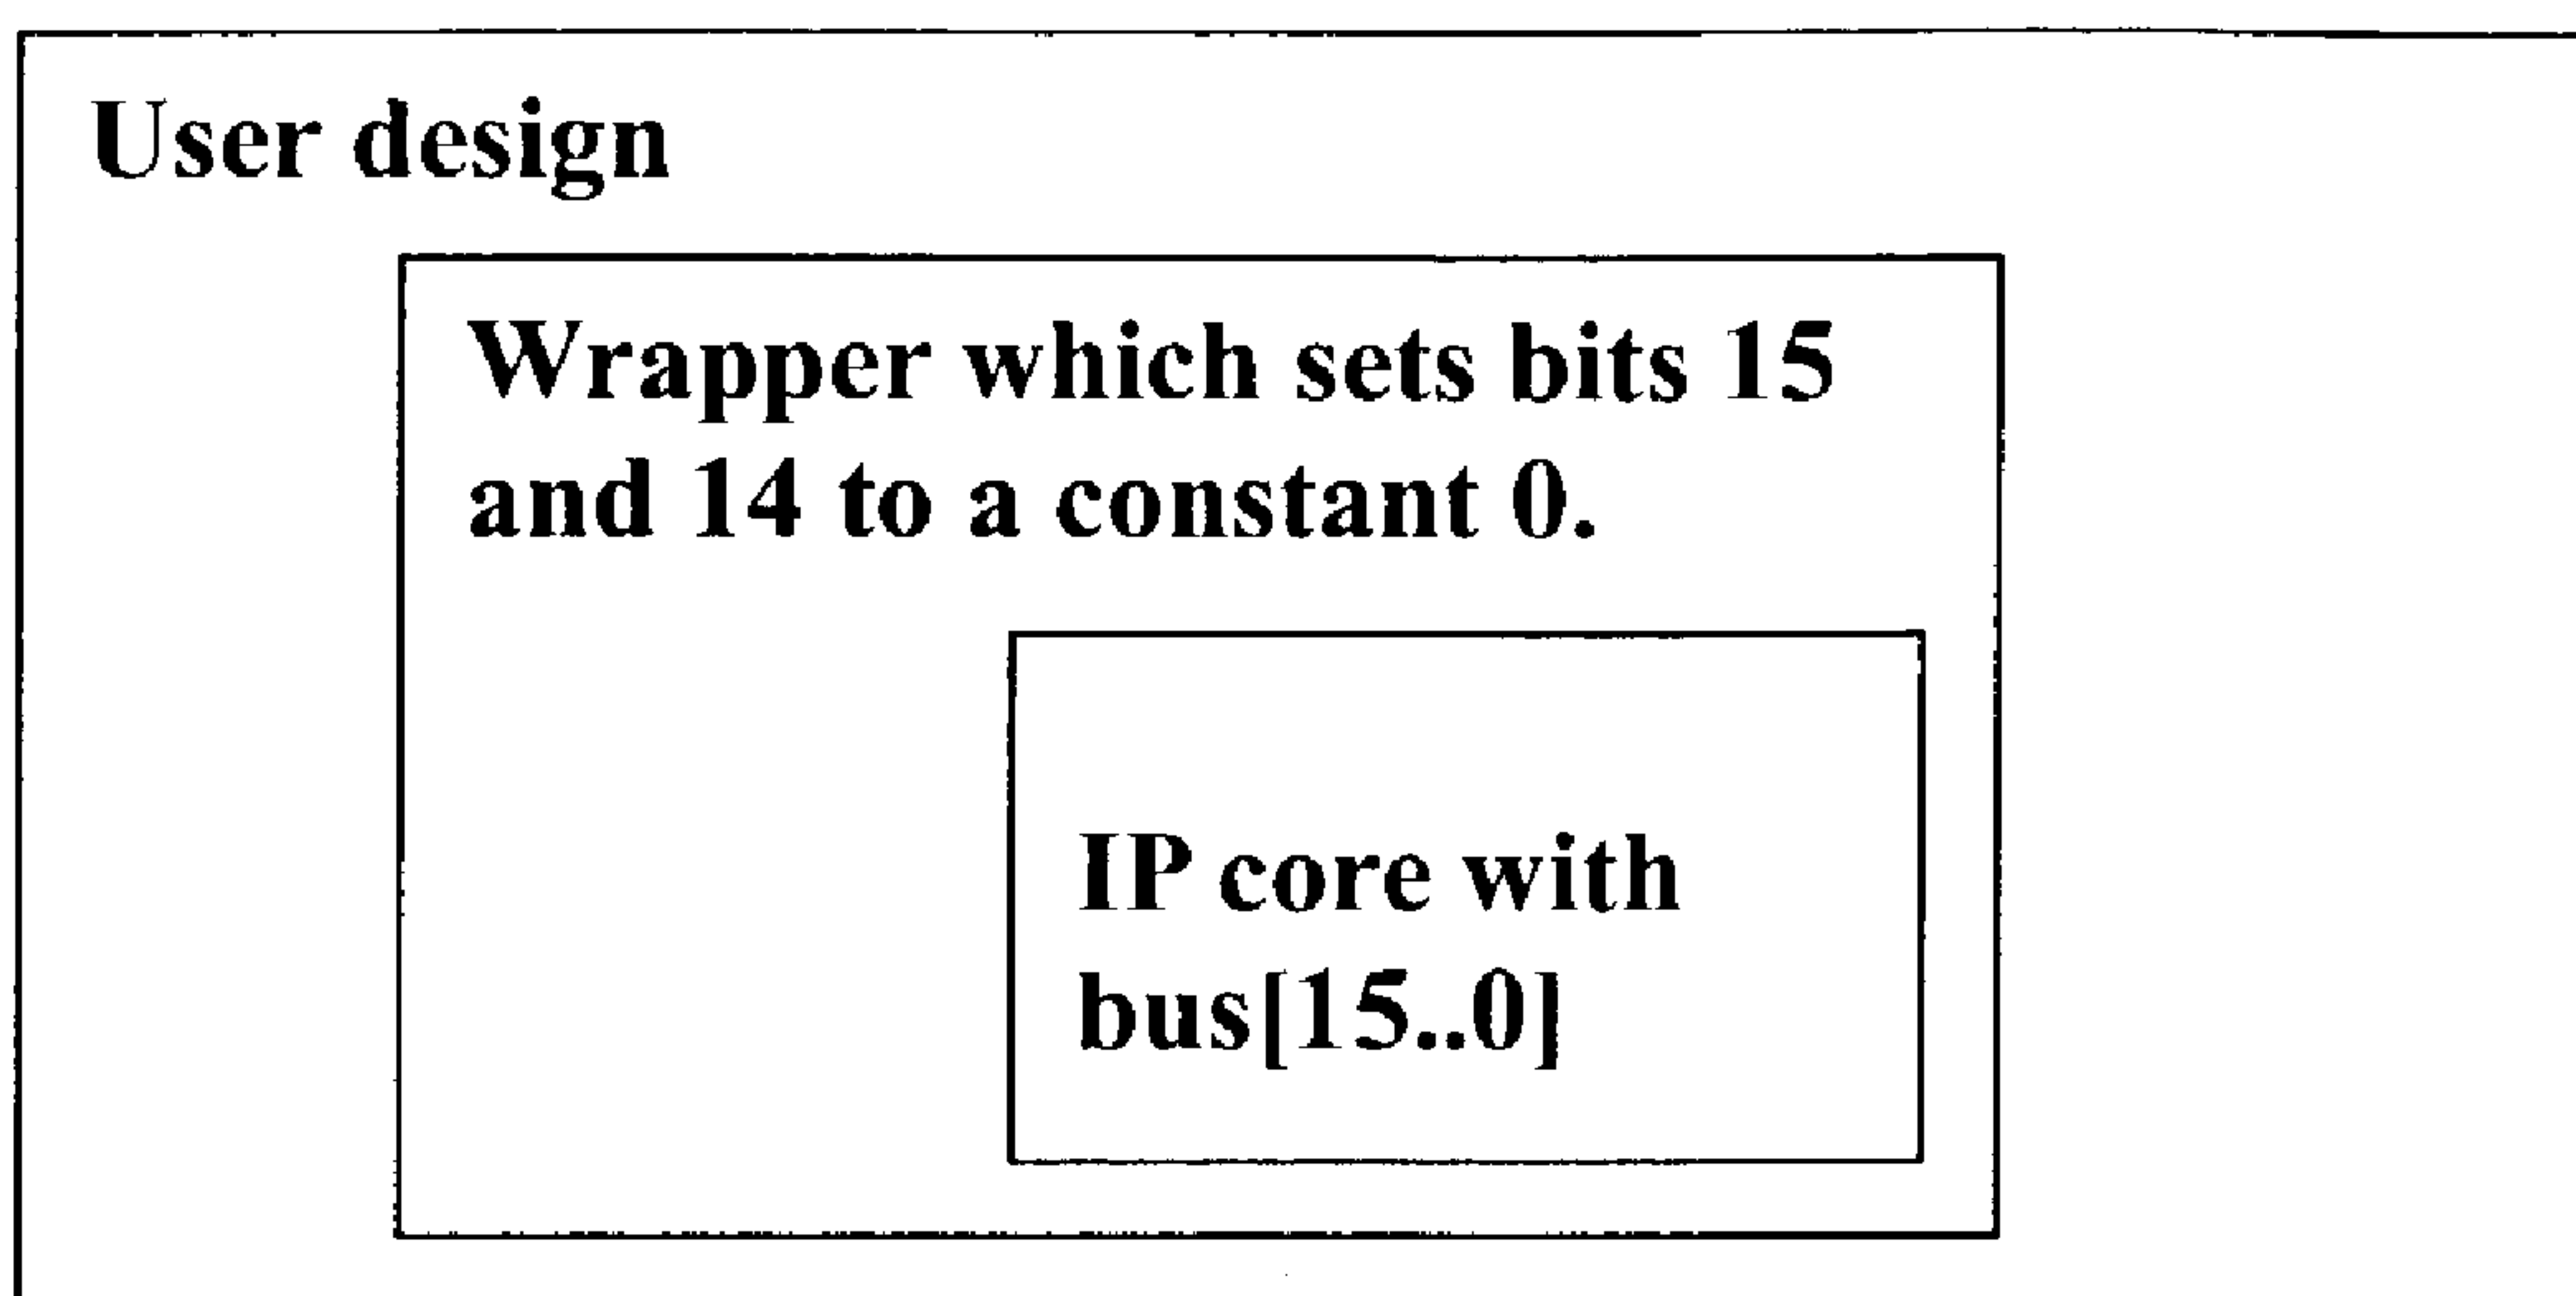 User design
Wrapper which sets bits 15
and 14 to a constant 0.
IP core with
bus[15..0]